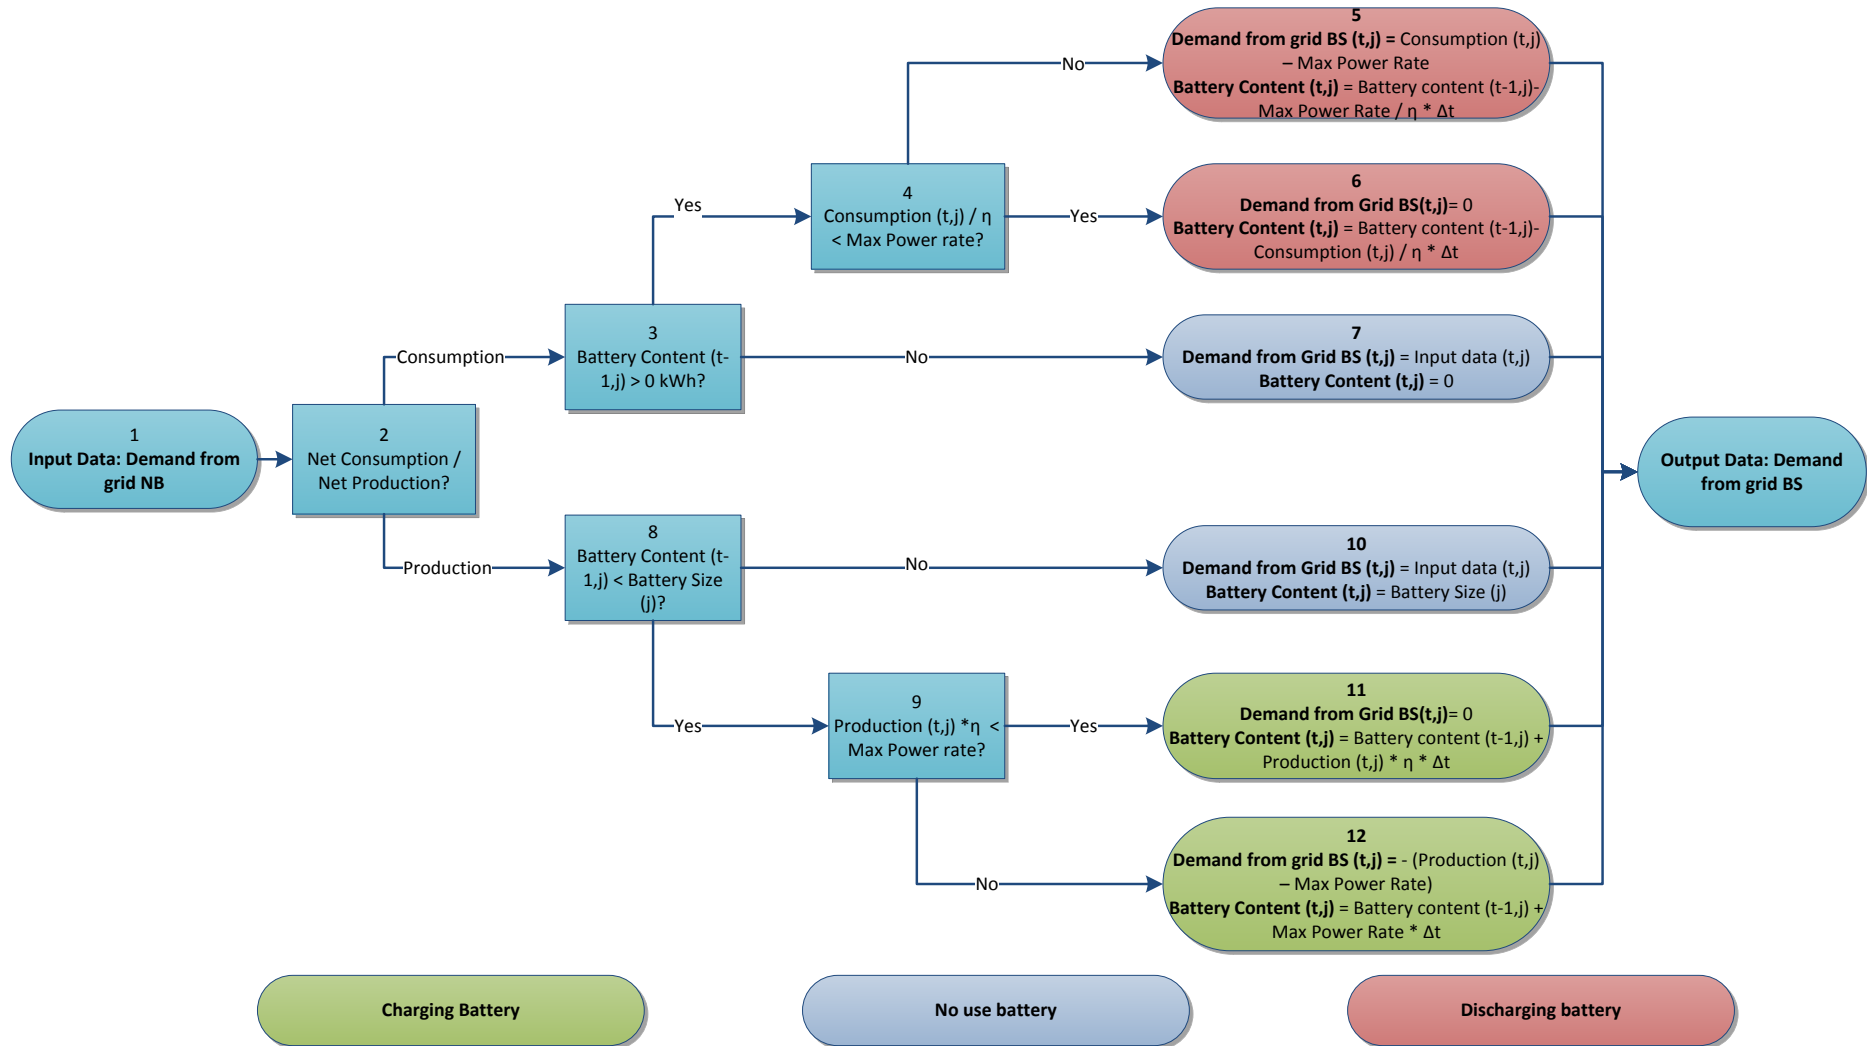 1
Input Data: Demand from
grid NB
2
Net Consumption /
Net Production?
Consumption
Production
3
Battery Content (t-
1,j) > 0 kWh?
Yes
No
4
Consumption (t,j) / η
< Max Power rate?
No
Yes
5
Demand from grid BS (t,j) = Consumption (t,j)
– Max Power Rate
Battery Content (t,j) = Battery content (t-1,j)-
Max Power Rate / η * Δt
6
Demand from Grid BS(t,j)= 0
Battery Content (t,j) = Battery content (t-1,j)-
Consumption (t,j) / η * Δt
7
Demand from Grid BS (t,j) = Input data (t,j)
Battery Content (t,j) = 0
8
Battery Content (t-
1,j) < Battery Size
(j)?
No
Yes
10
Demand from Grid BS (t,j) = Input data (t,j)
Battery Content (t,j) = Battery Size (j)
9
Production (t,j) *η <
Max Power rate?
Yes
No
11
Demand from Grid BS(t,j)= 0
Battery Content (t,j) = Battery content (t-1,j) +
Production (t,j) * η * Δt
12
Demand from grid BS (t,j) = - (Production (t,j)
– Max Power Rate)
Battery Content (t,j) = Battery content (t-1,j) +
Max Power Rate * Δt
Output Data: Demand
from grid BS
Charging Battery
No use battery
Discharging battery